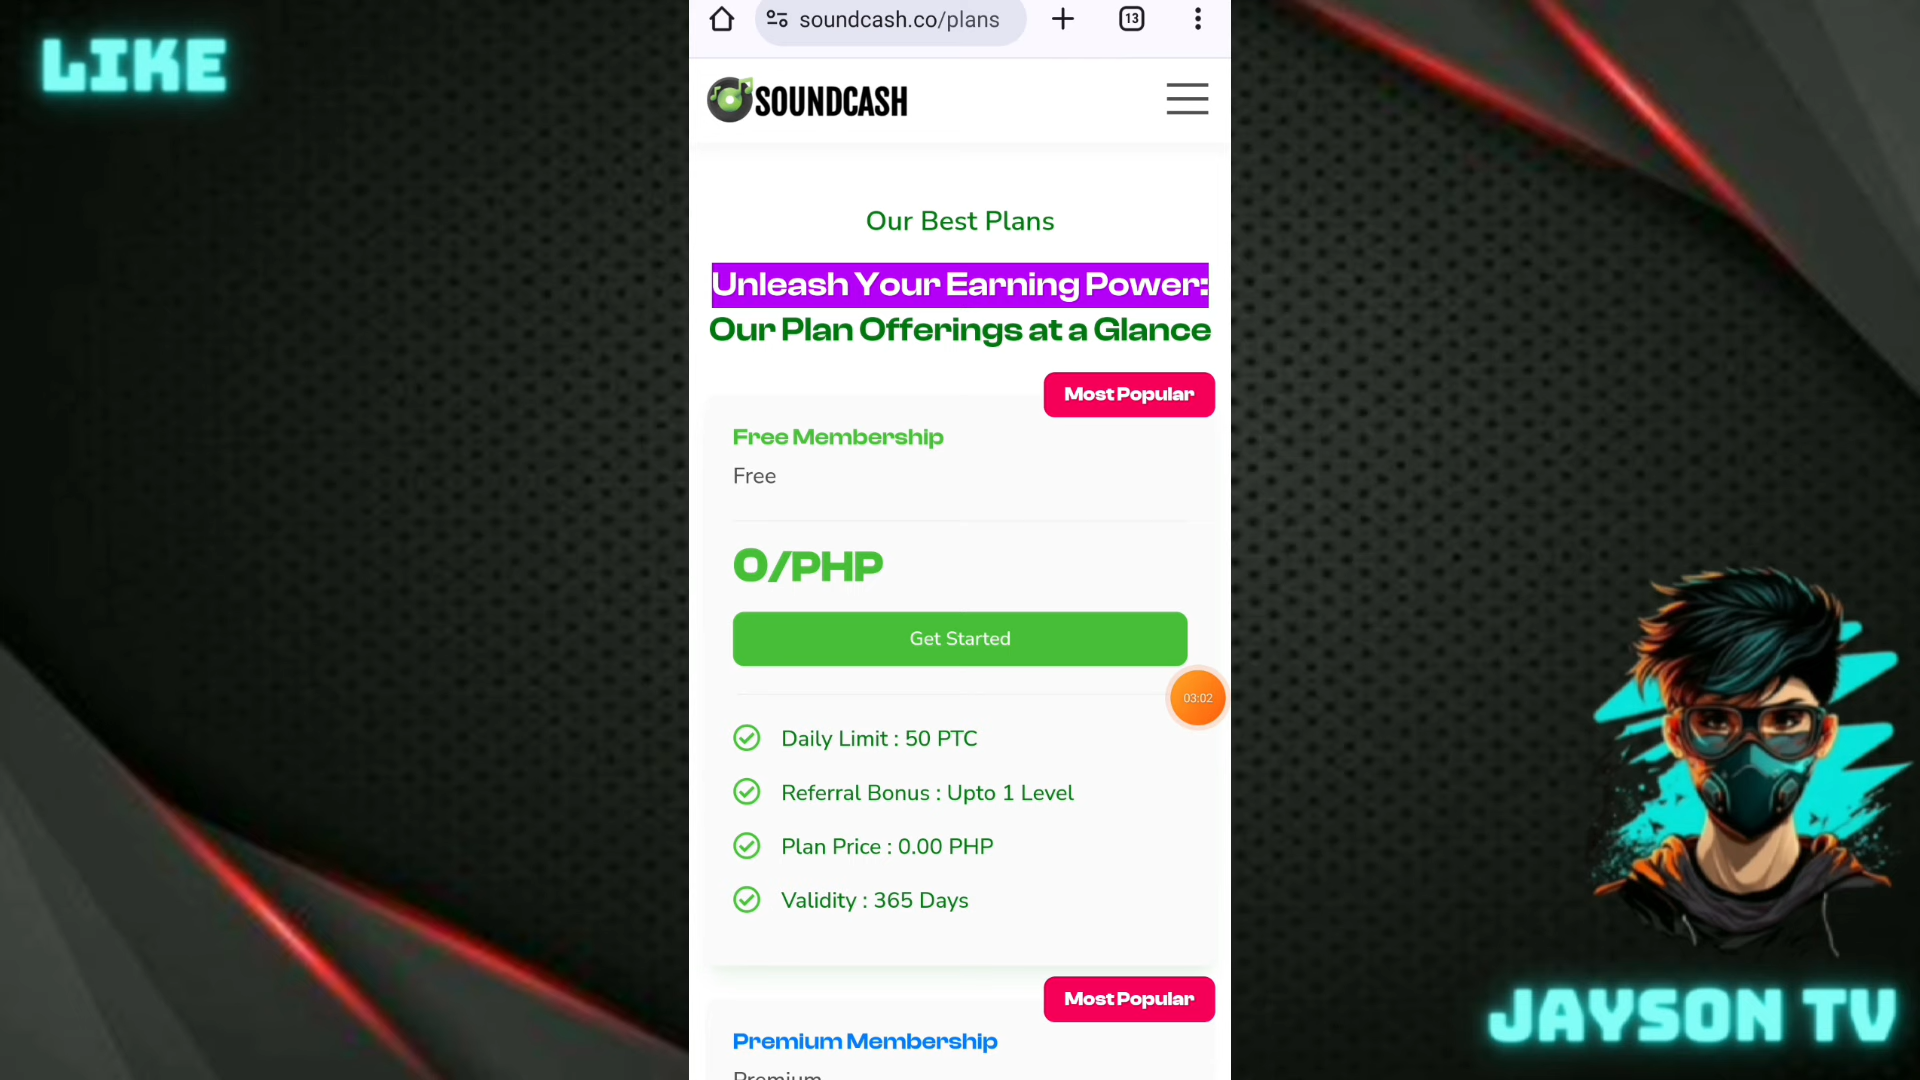 LIKE
soundcash.co/plans
13
SOUNDCASH
Our Best Plans
Unleash Your Earning Power:
Our Plan Offerings at a Glance
Most Popular
Free Membership
Free
0/PHP
Get Started
03:02
Daily Limit : 50 PTC
Referral Bonus : Upto 1 Level
Plan Price : 0.00 PHP
Validity : 365 Days
Most Popular
Premium Membership
Premium
JAYSON TV